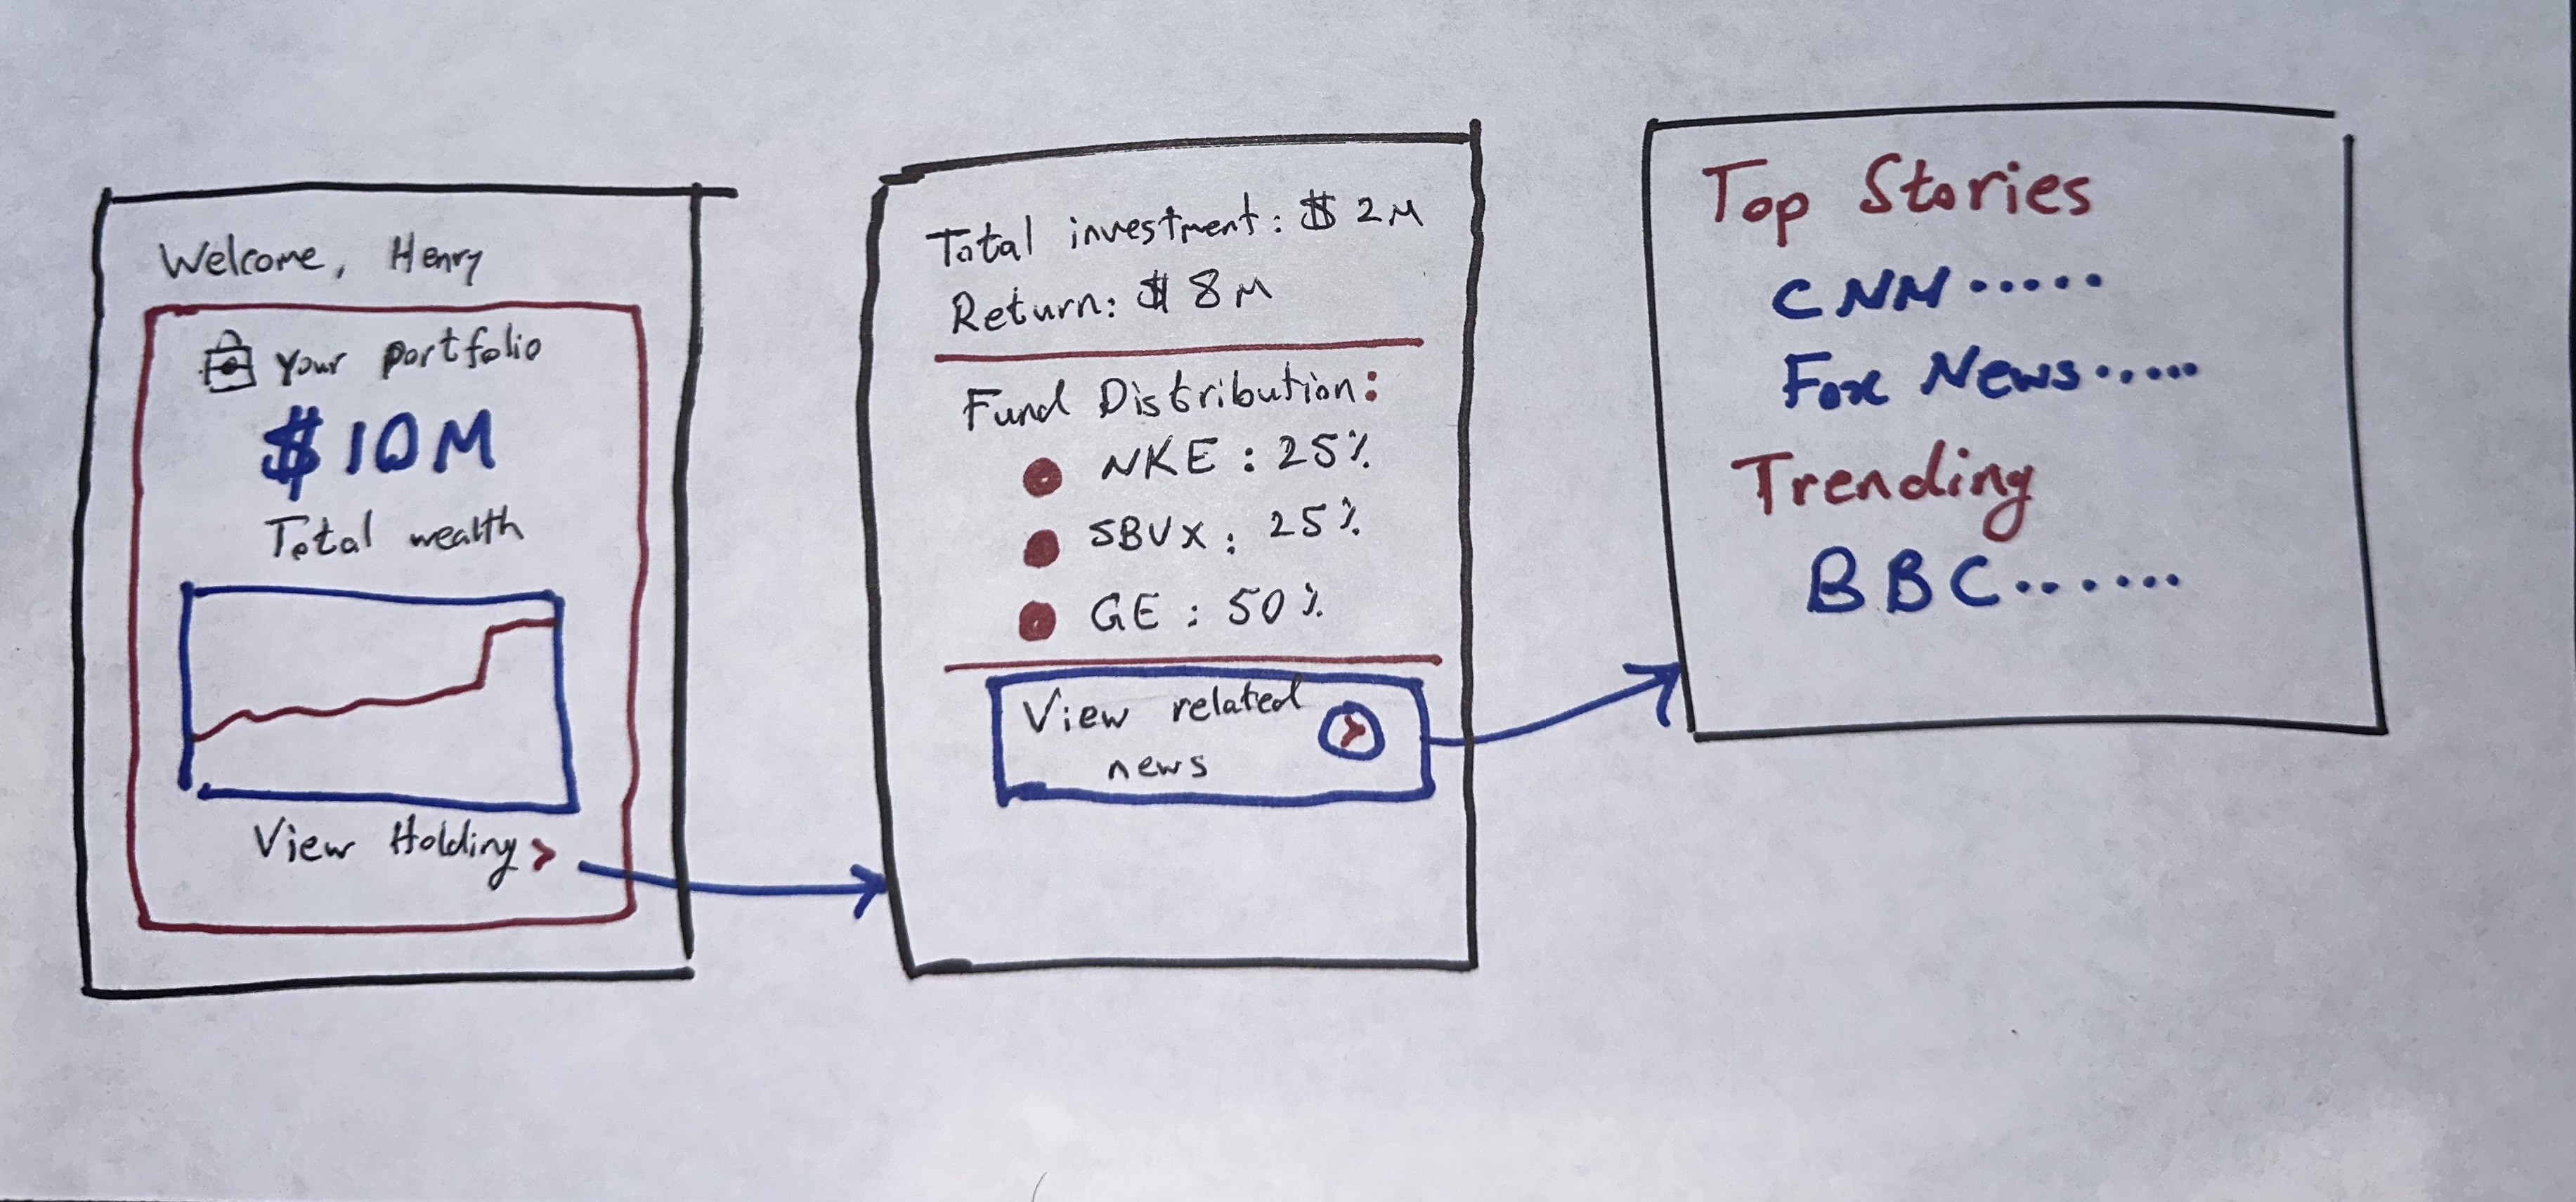 Welcome, Henry
Your portfolio
$10M
Total wealth
View Holding >
Total investment: $ 2M
Return: $ 8M
Fund Distribution:
NKE : 25%
SBUX : 25%
GE : 50%
View related
news >
Top Stories
CNN .....
Fox News .....
Trending
BBC ......